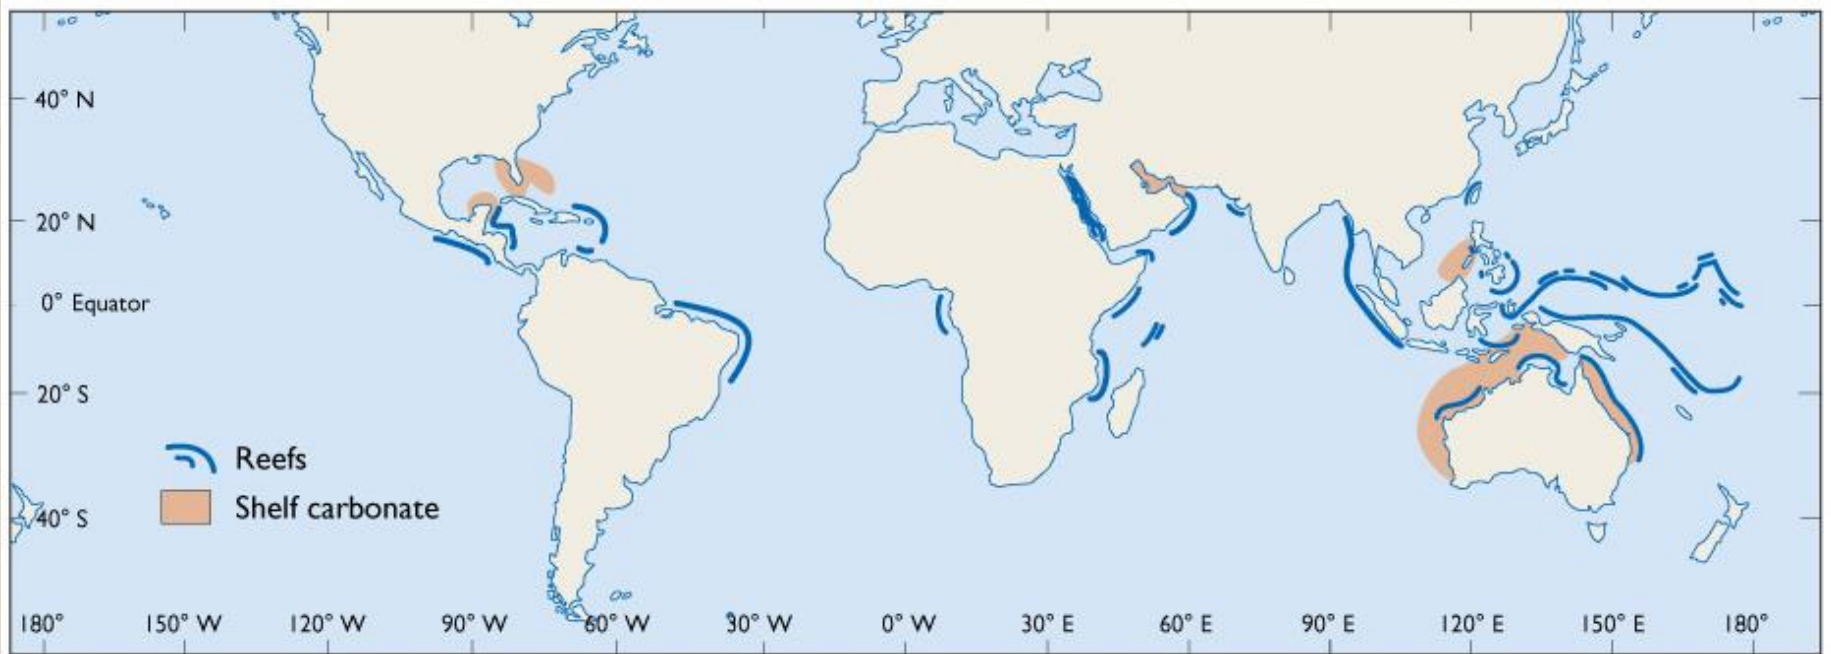 40° N
20° N
0° Equator
20° S
Reefs
Shelf carbonate
40° S
180° 150° W 120° W 90° W 60° W 30° W 0° W 30° E 60° E 90° E 120° E 150° E 180°